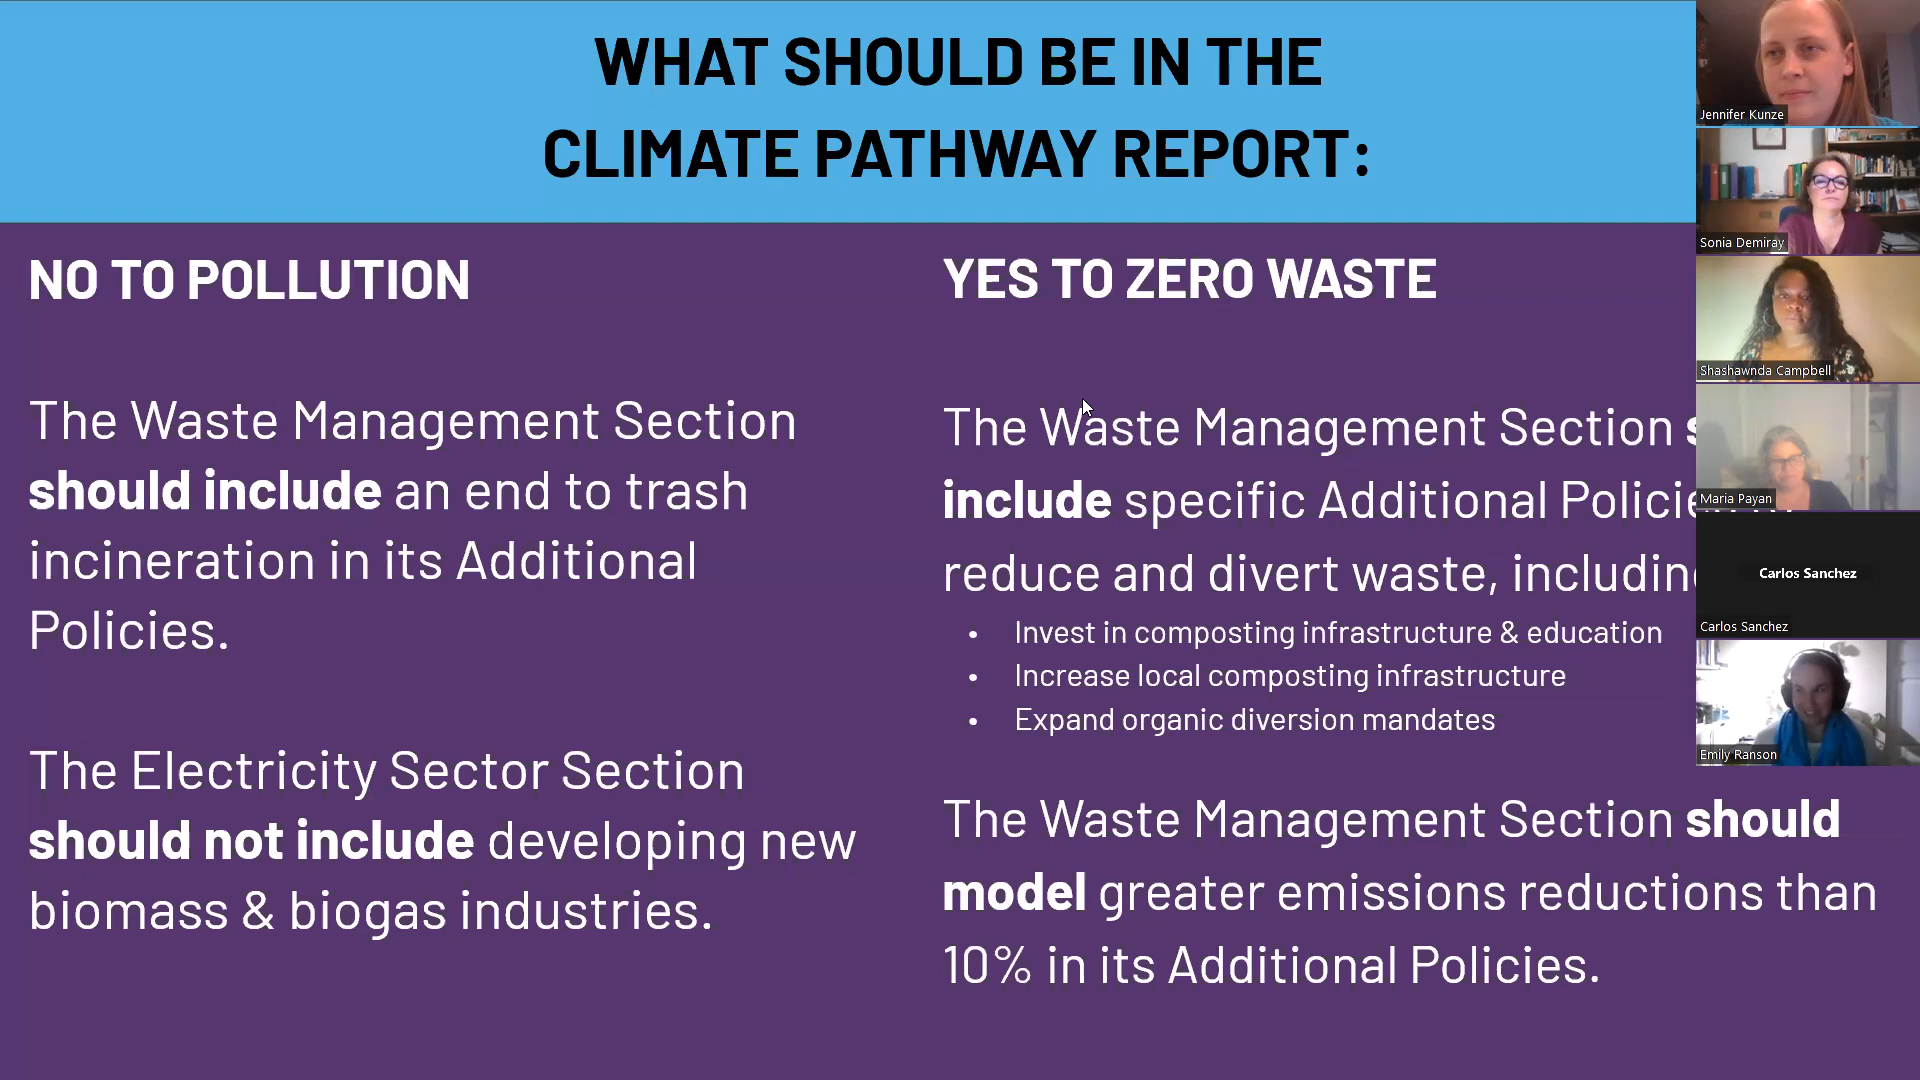 WHAT SHOULD BE IN THE
CLIMATE PATHWAY REPORT:
NO TO POLLUTION
The Waste Management Section
should include an end to trash
incineration in its Additional
Policies.
The Electricity Sector Section
should not include developing new
biomass & biogas industries.
YES TO ZERO WASTE
The Waste Management Section
include specific Additional
reduce and divert waste,
• Invest in composting infrastructure & education
• Increase local composting infrastructure
• Expand organic diversion mandates
The Waste Management Section should
model greater emissions reductions than
10% in its Additional Policies.
Jennifer Kunze
Sonia Demiray
Shashawnda Campbell
Maria Payan
Carlos Sanchez
Carlos Sanchez
Emily Ranson